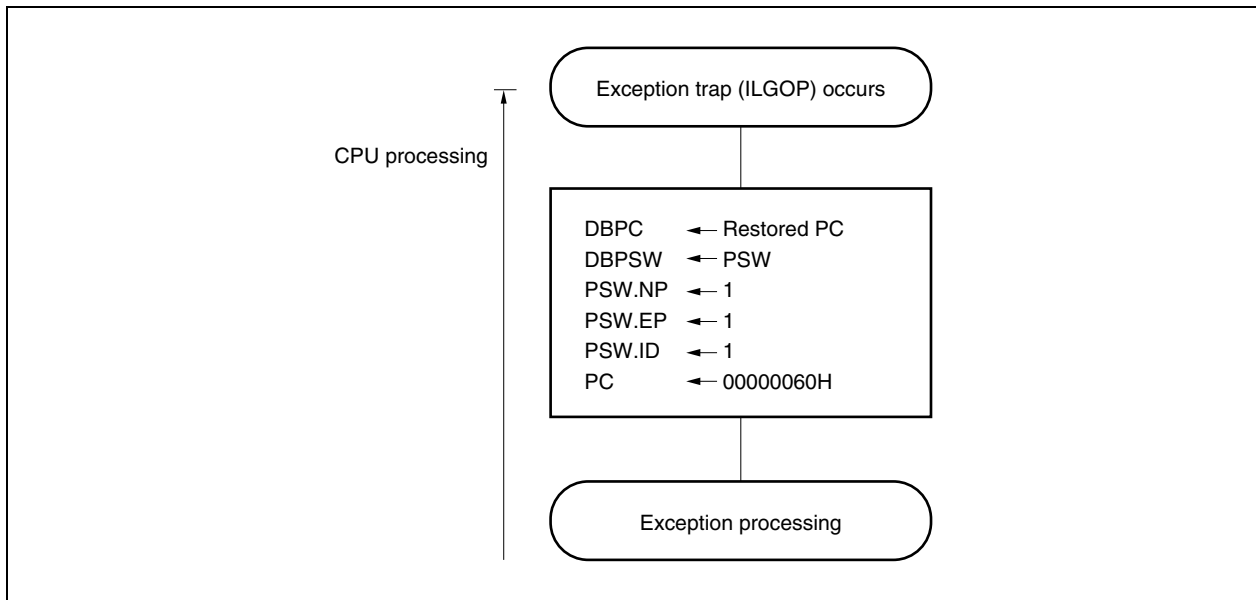 Exception trap (ILGOP) occurs
CPU processing
DBPC ← Restored PC
DBPSW ← PSW
PSW.NP ← 1
PSW.EP ← 1
PSW.ID ← 1
PC ← 00000060H
Exception processing